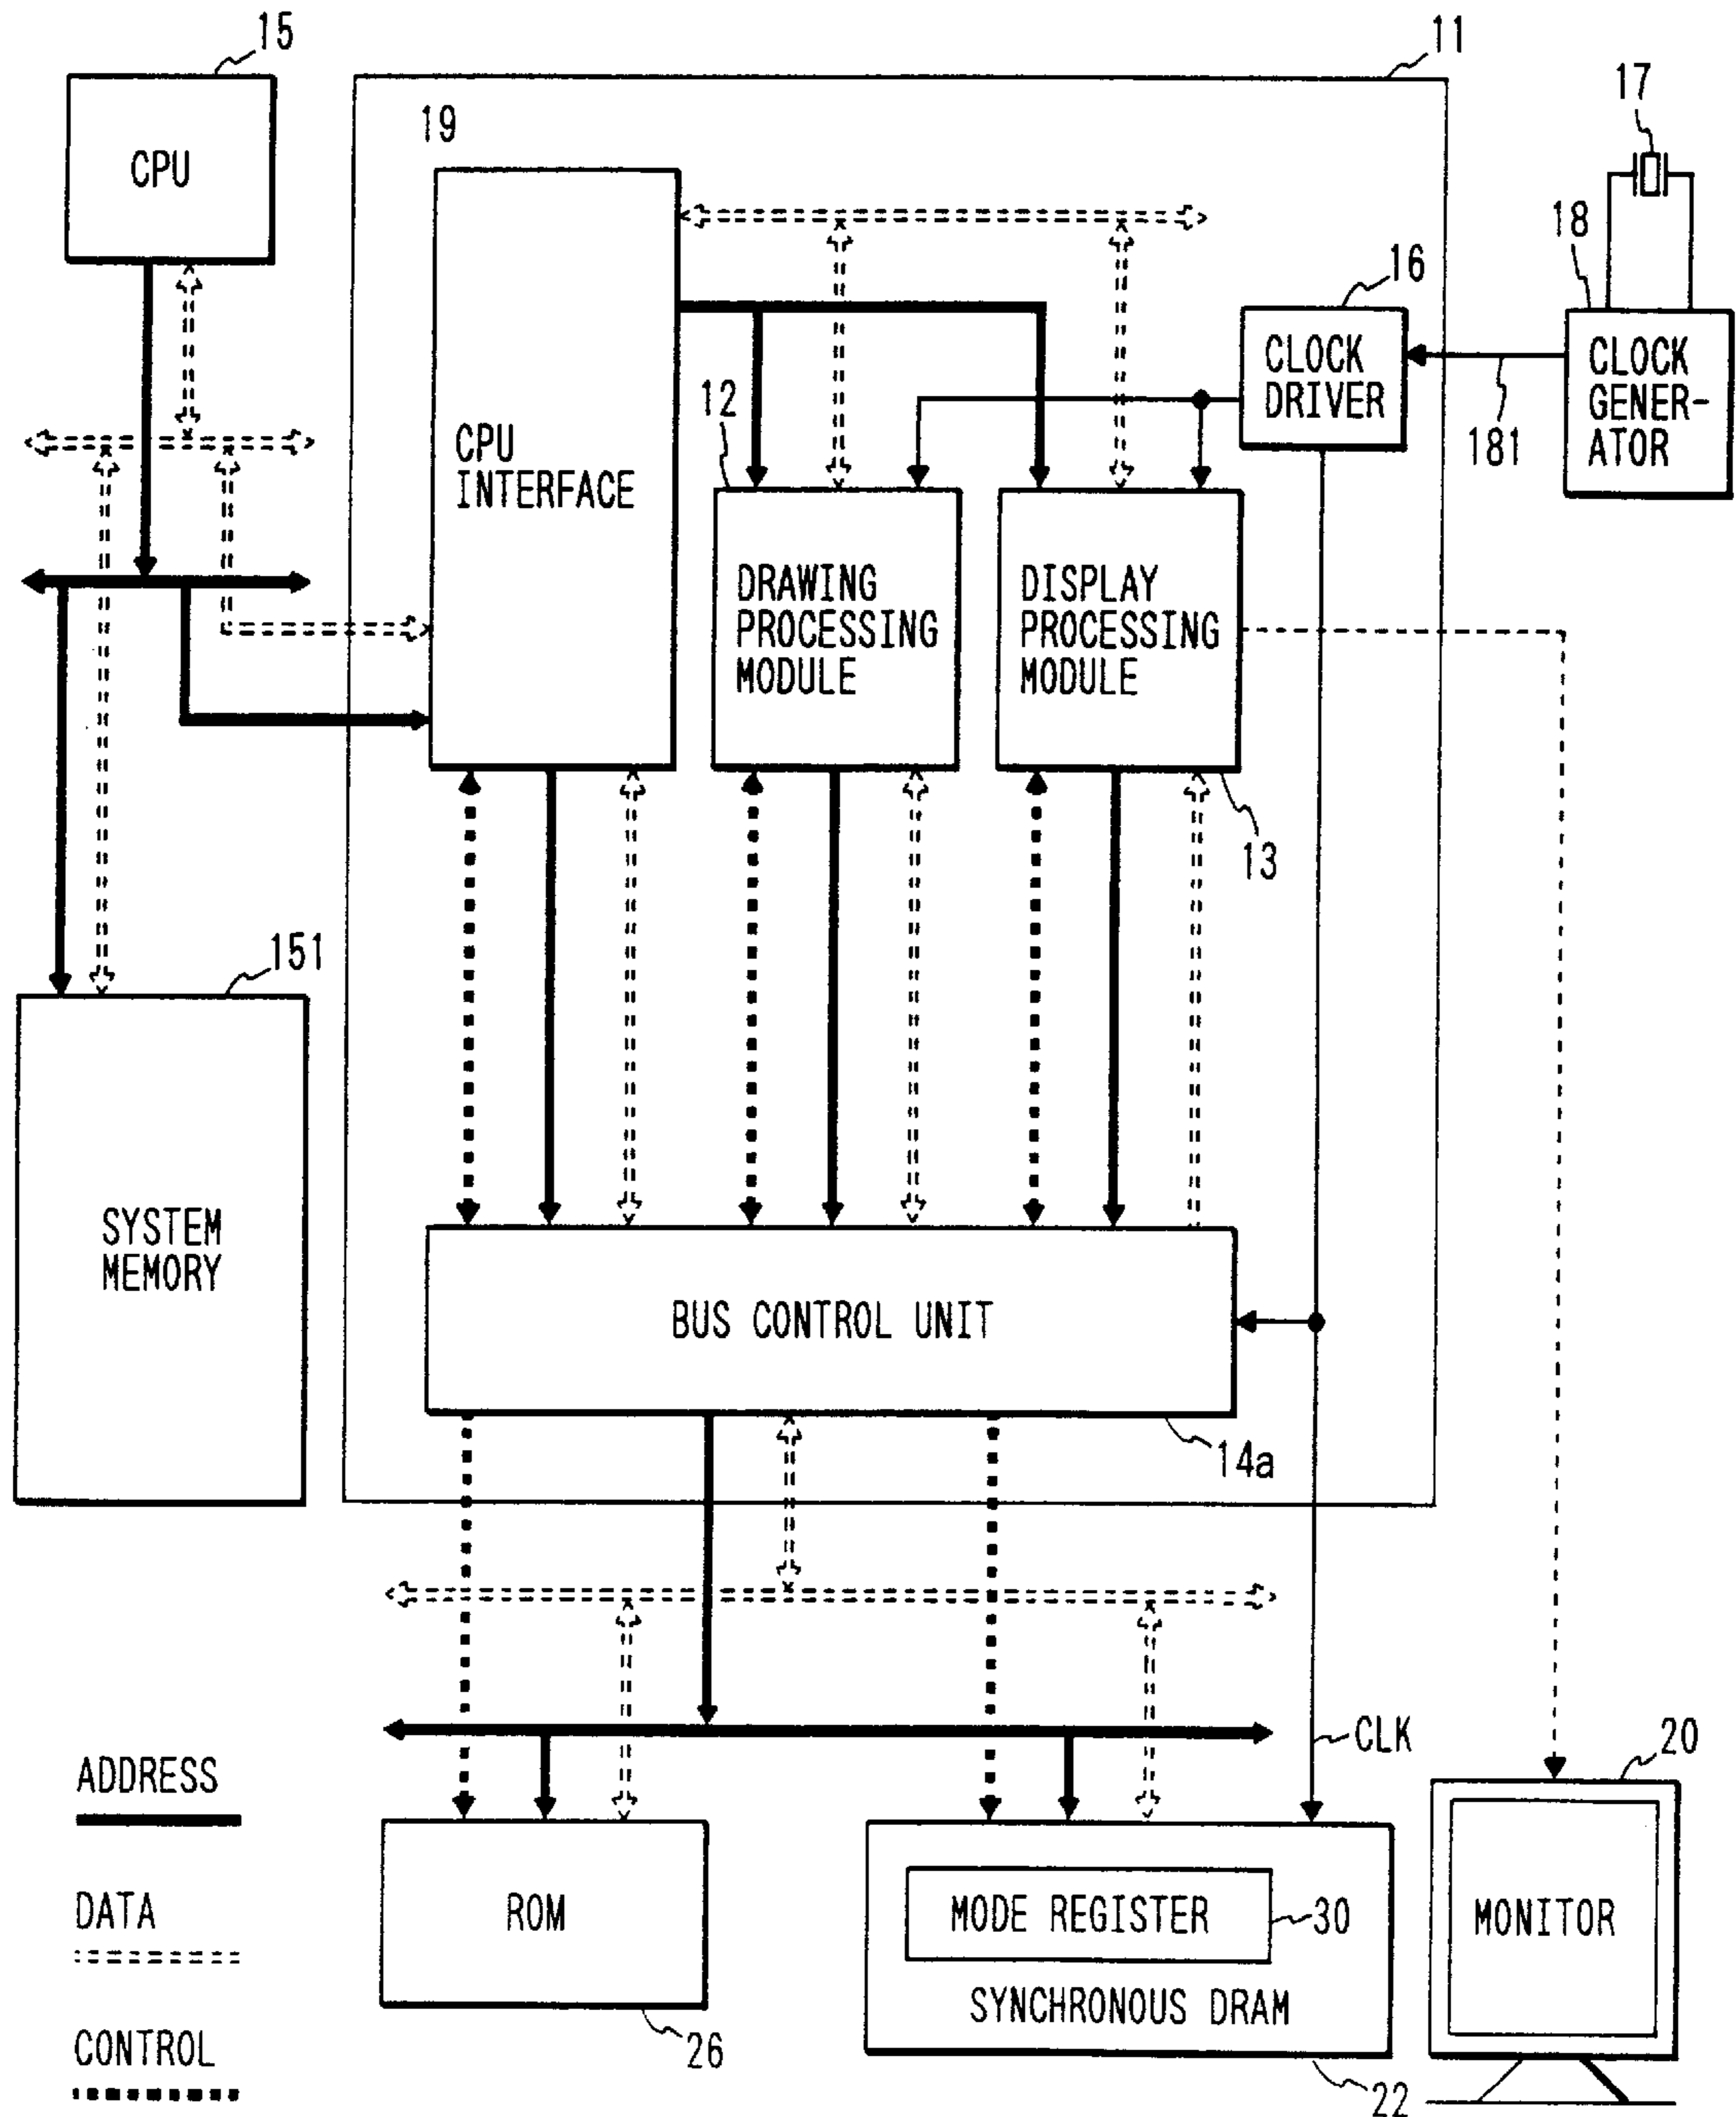 15
11
17
19
CPU
18
16
CLOCK
DRIVER
CLOCK
GENER-
ATOR
181
12
CPU
INTERFACE
DRAWING
PROCESSING
MODULE
DISPLAY
PROCESSING
MODULE
13
151
SYSTEM
MEMORY
BUS CONTROL UNIT
14a
CLK
20
ADDRESS
DATA
CONTROL
ROM
26
MODE REGISTER
30
SYNCHRONOUS DRAM
22
MONITOR